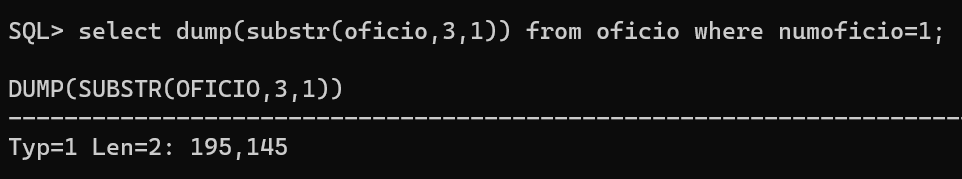 SQL> select dump(substr(oficio,3,1)) from oficio where numoficio=1;
DUMP(SUBSTR(OFICIO,3,1))
--------------------------------------------------------------------------------
Typ=1 Len=2: 195,145